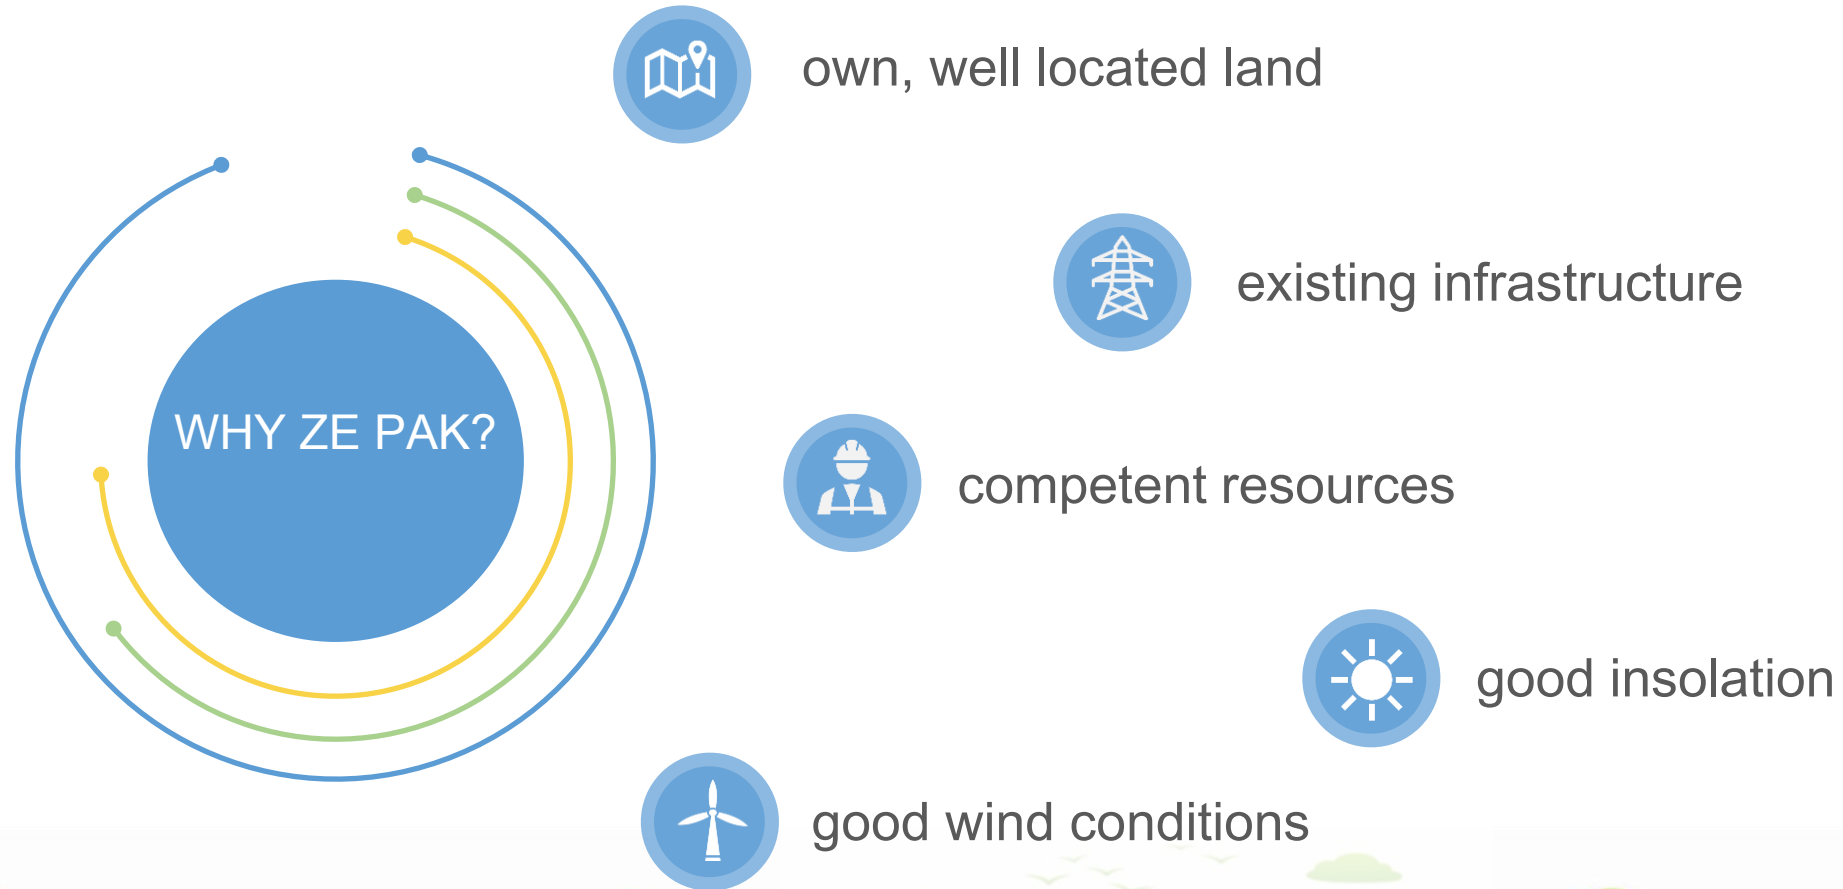 own, well located land
existing infrastructure
WHY ZE PAK?
competent resources
good insolation
good wind conditions